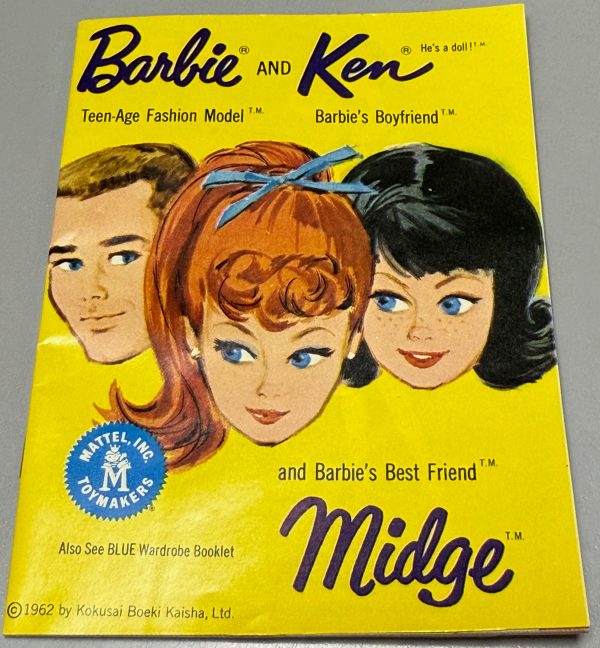 Barbie® AND Ken® He's a doll!T.M.
Teen-Age Fashion Model T.M. Barbie's Boyfriend T.M.
MATTEL, INC.
M
TOYMAKERS®
and Barbie's Best Friend T.M.
Midge T.M.
Also See BLUE Wardrobe Booklet
©1962 by Kokusai Boeki Kaisha, Ltd.